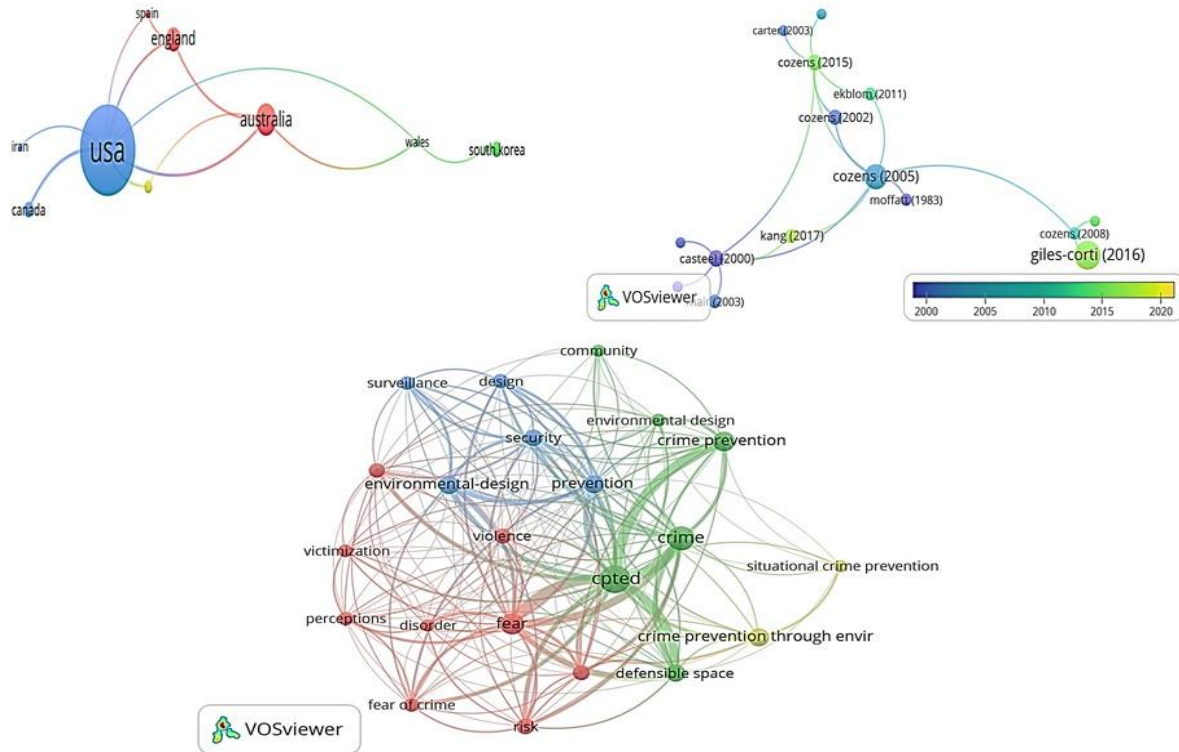 spain
england
australia
usa
iran
canada
wales
south korea
carter (2003)
cozens (2015)
ekblom (2011)
cozens (2002)
cozens (2005)
moffatt (1983)
kang (2017)
cozens (2008)
casteel (2000)
giles-corti (2016)
mair (2003)
VOSviewer
2000 2005 2010 2015 2020
community
surveillance
design
environmental design
security
crime prevention
environmental-design
prevention
violence
crime
victimization
situational crime prevention
cpted
perceptions
disorder
fear
crime prevention through envir
defensible space
fear of crime
risk
VOSviewer